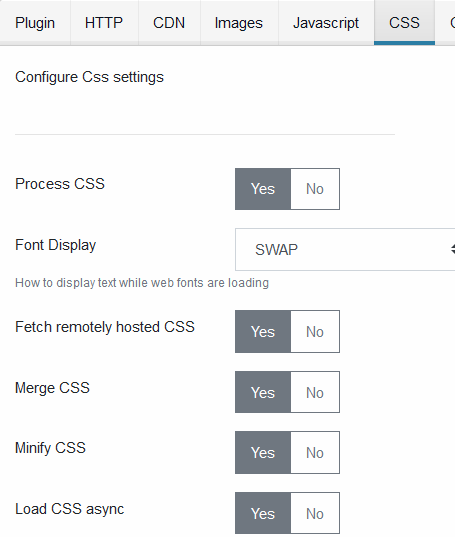 Plugin HTTP CDN Images Javascript CSS
Configure Css settings
Process CSS Yes No
Font Display SWAP
How to display text while web fonts are loading
Fetch remotely hosted CSS Yes No
Merge CSS Yes No
Minify CSS Yes No
Load CSS async Yes No